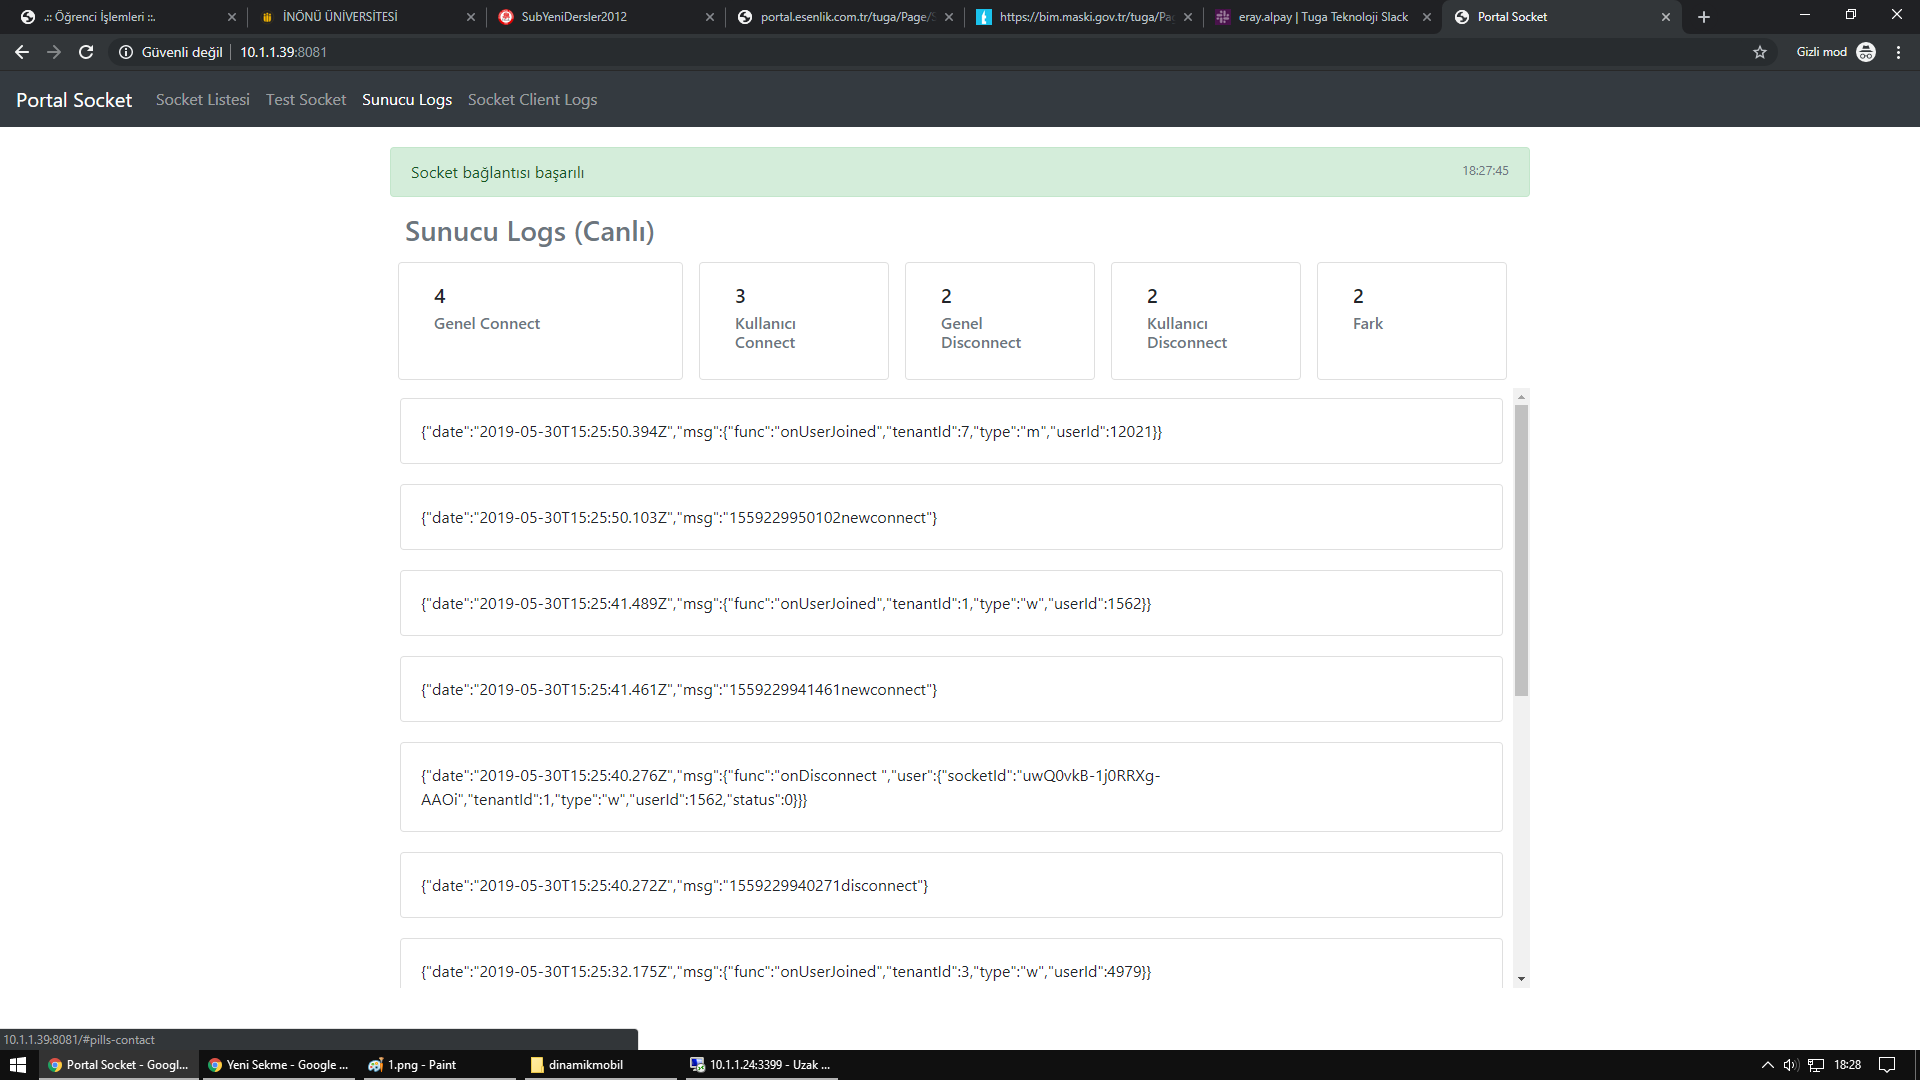 .:: Öğrenci İşlemleri ::.
İNÖNÜ ÜNİVERSİTESİ
SubYeniDersler2012
portal.esenlik.com.tr/tuga/Page/
https://bim.maski.gov.tr/tuga/Pa
eray.alpay | Tuga Teknoloji Slack
Portal Socket
Güvenli değil
10.1.1.39:8081
Gizli mod
Portal Socket
Socket Listesi
Test Socket
Sunucu Logs
Socket Client Logs
Socket bağlantısı başarılı
18:27:45
Sunucu Logs (Canlı)
4
Genel Connect
3
Kullanıcı
Connect
2
Genel
Disconnect
2
Kullanıcı
Disconnect
2
Fark
{"date":"2019-05-30T15:25:50.394Z","msg":{"func":"onUserJoined","tenantId":7,"type":"m","userId":12021}}
{"date":"2019-05-30T15:25:50.103Z","msg":"1559229950102newconnect"}
{"date":"2019-05-30T15:25:41.489Z","msg":{"func":"onUserJoined","tenantId":1,"type":"w","userId":1562}}
{"date":"2019-05-30T15:25:41.461Z","msg":"1559229941461newconnect"}
{"date":"2019-05-30T15:25:40.276Z","msg":{"func":"onDisconnect ","user":{"socketId":"uwQ0vkB-1j0RRXg-
AAOi","tenantId":1,"type":"w","userId":1562,"status":0}}}
{"date":"2019-05-30T15:25:40.272Z","msg":"1559229940271disconnect"}
{"date":"2019-05-30T15:25:32.175Z","msg":{"func":"onUserJoined","tenantId":3,"type":"w","userId":4979}}
10.1.1.39:8081/#pills-contact
Portal Socket - Googl...
Yeni Sekme - Google ...
1.png - Paint
dinamikmobil
10.1.1.24:3399 - Uzak ...
18:28